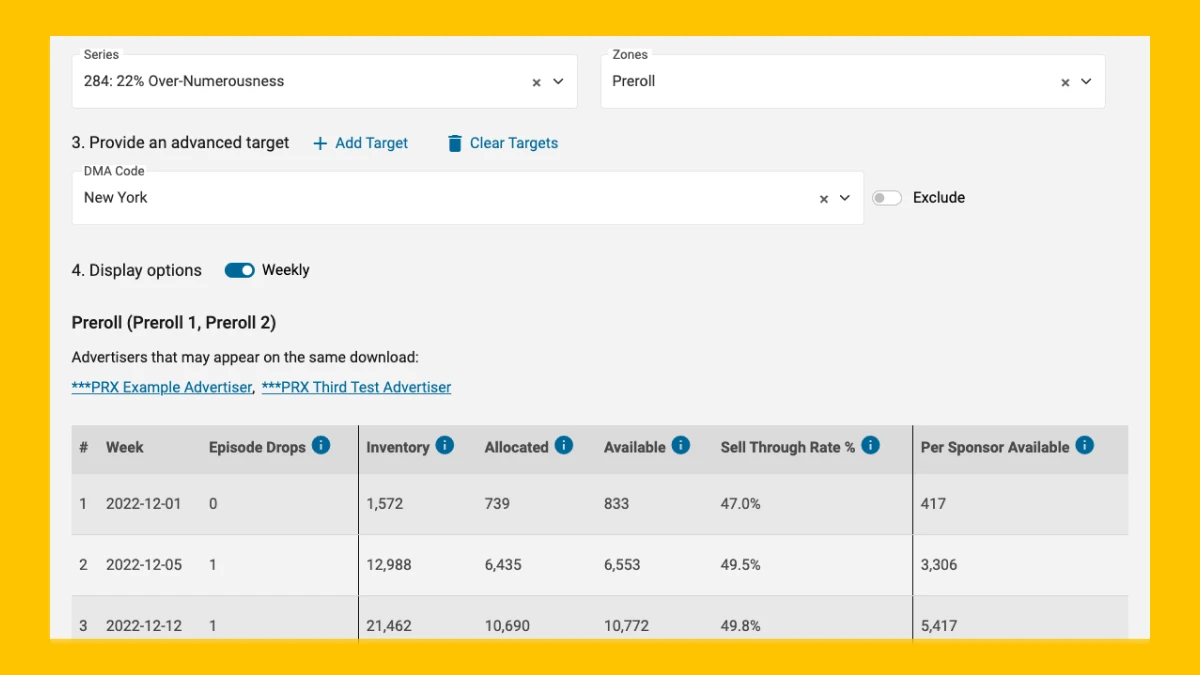 Series Zones
284: 22% Over-Numerousness Preroll
3. Provide an advanced target + Add Target Clear Targets
DMA Code
New York Exclude
4. Display options Weekly
Preroll (Preroll 1, Preroll 2)
Advertisers that may appear on the same download:
***PRX Example Advertiser, ***PRX Third Test Advertiser
# Week Episode Drops Inventory Allocated Available Sell Through Rate % Per Sponsor Available
1 2022-12-01 0 1,572 739 833 47.0% 417
2 2022-12-05 1 12,988 6,435 6,553 49.5% 3,306
3 2022-12-12 1 21,462 10,690 10,772 49.8% 5,417